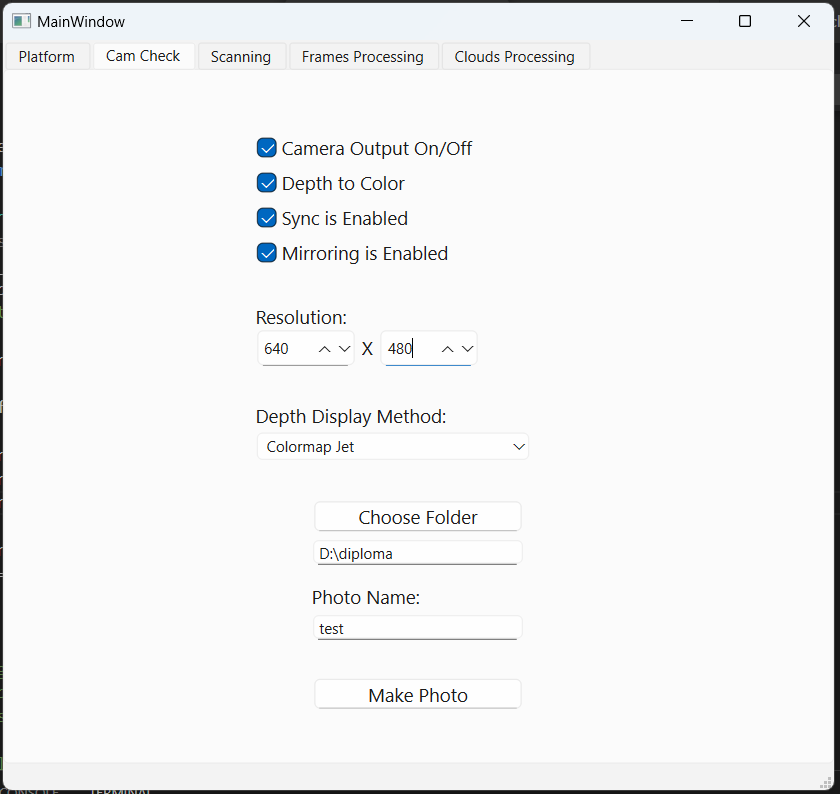 MainWindow
Platform Cam Check Scanning Frames Processing Clouds Processing
Camera Output On/Off
Depth to Color
Sync is Enabled
Mirroring is Enabled
Resolution:
640 X 480
Depth Display Method:
Colormap Jet
Choose Folder
D:\diploma
Photo Name:
test
Make Photo